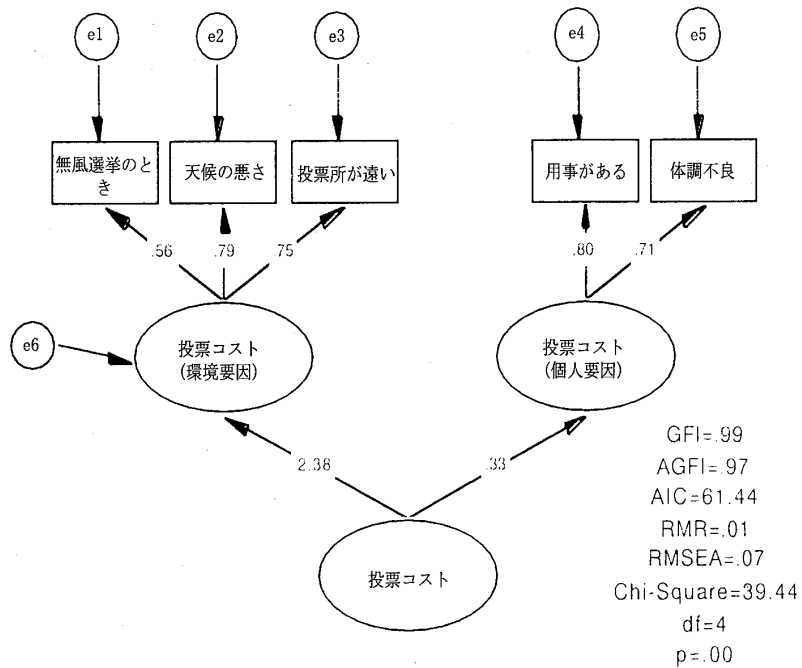 e1
e2
e3
e4
e5
無風選挙のと
き
天候の悪さ
投票所が遠い
用事がある
体調不良
.56
.79
.75
.80
.71
e6
投票コスト
(環境要因)
投票コスト
(個人要因)
2.38
.33
投票コスト
GFI=.99
AGFI=.97
AIC=61.44
RMR=.01
RMSEA=.07
Chi-Square=39.44
df=4
p=.00